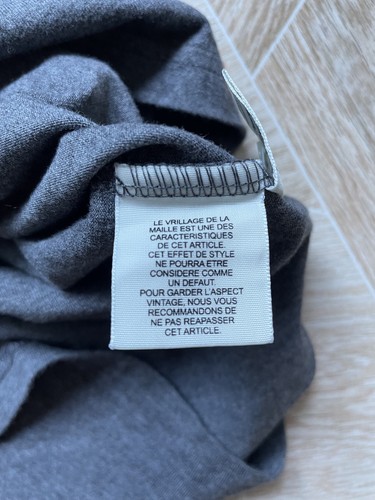 LE VRILLAGE DE LA
MAILLE EST UNE DES
CARACTERISTIQUES
DE CET ARTICLE.
CET EFFET DE STYLE
NE POURRA ETRE
CONSIDERE COMME
UN DEFAUT.
POUR GARDER L'ASPECT
VINTAGE, NOUS VOUS
RECOMMANDONS DE
NE PAS REAPASSER
CET ARTICLE.